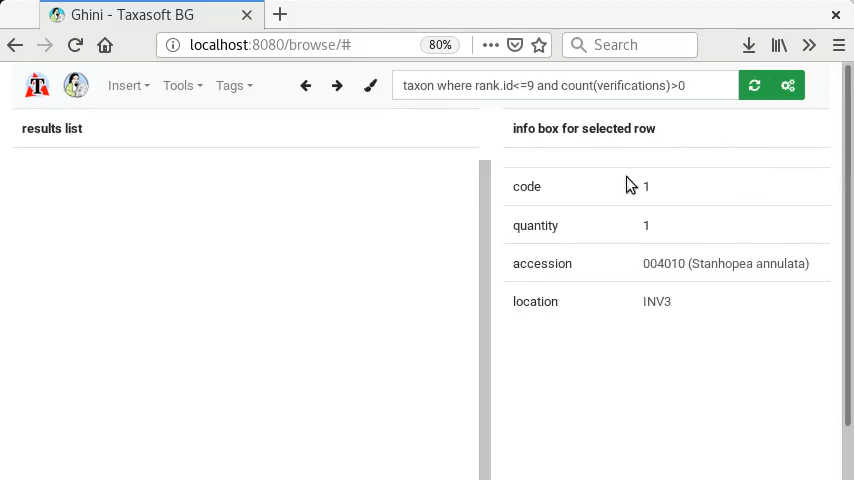 Ghini - Taxasoft BG
localhost:8080/browse/#
80%
Search
Insert
Tools
Tags
taxon where rank.id<=9 and count(verifications)>0
results list
info box for selected row
code 1
quantity 1
accession 004010 (Stanhopea annulata)
location INV3